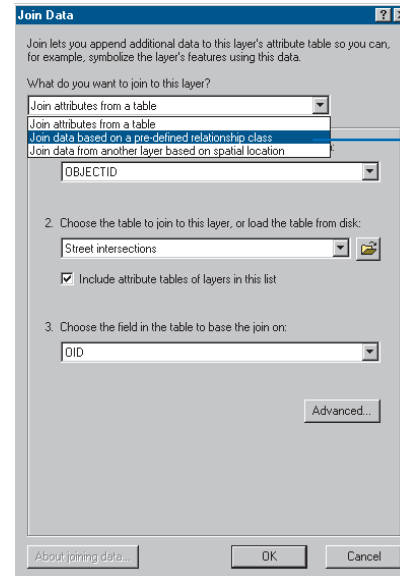 Join Data
Join lets you append additional data to this layer's attribute table so you can,
for example, symbolize the layer's features using this data.
What do you want to join to this layer?
Join attributes from a table
Join attributes from a table
Join data based on a pre-defined relationship class
Join data from another layer based on spatial location
OBJECTID
2. Choose the table to join to this layer, or load the table from disk:
Street intersections
Include attribute tables of layers in this list
3. Choose the field in the table to base the join on:
OID
Advanced...
About joining data...
OK
Cancel